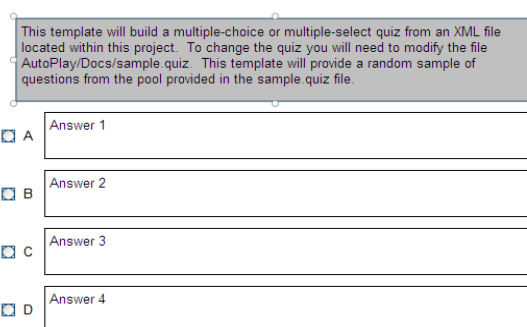 This template will build a multiple-choice or multiple-select quiz from an XML file
located within this project.  To change the quiz you will need to modify the file
AutoPlay/Docs/sample.quiz.  This template will provide a random sample of
questions from the pool provided in the sample.quiz file.
A Answer 1
B Answer 2
C Answer 3
D Answer 4